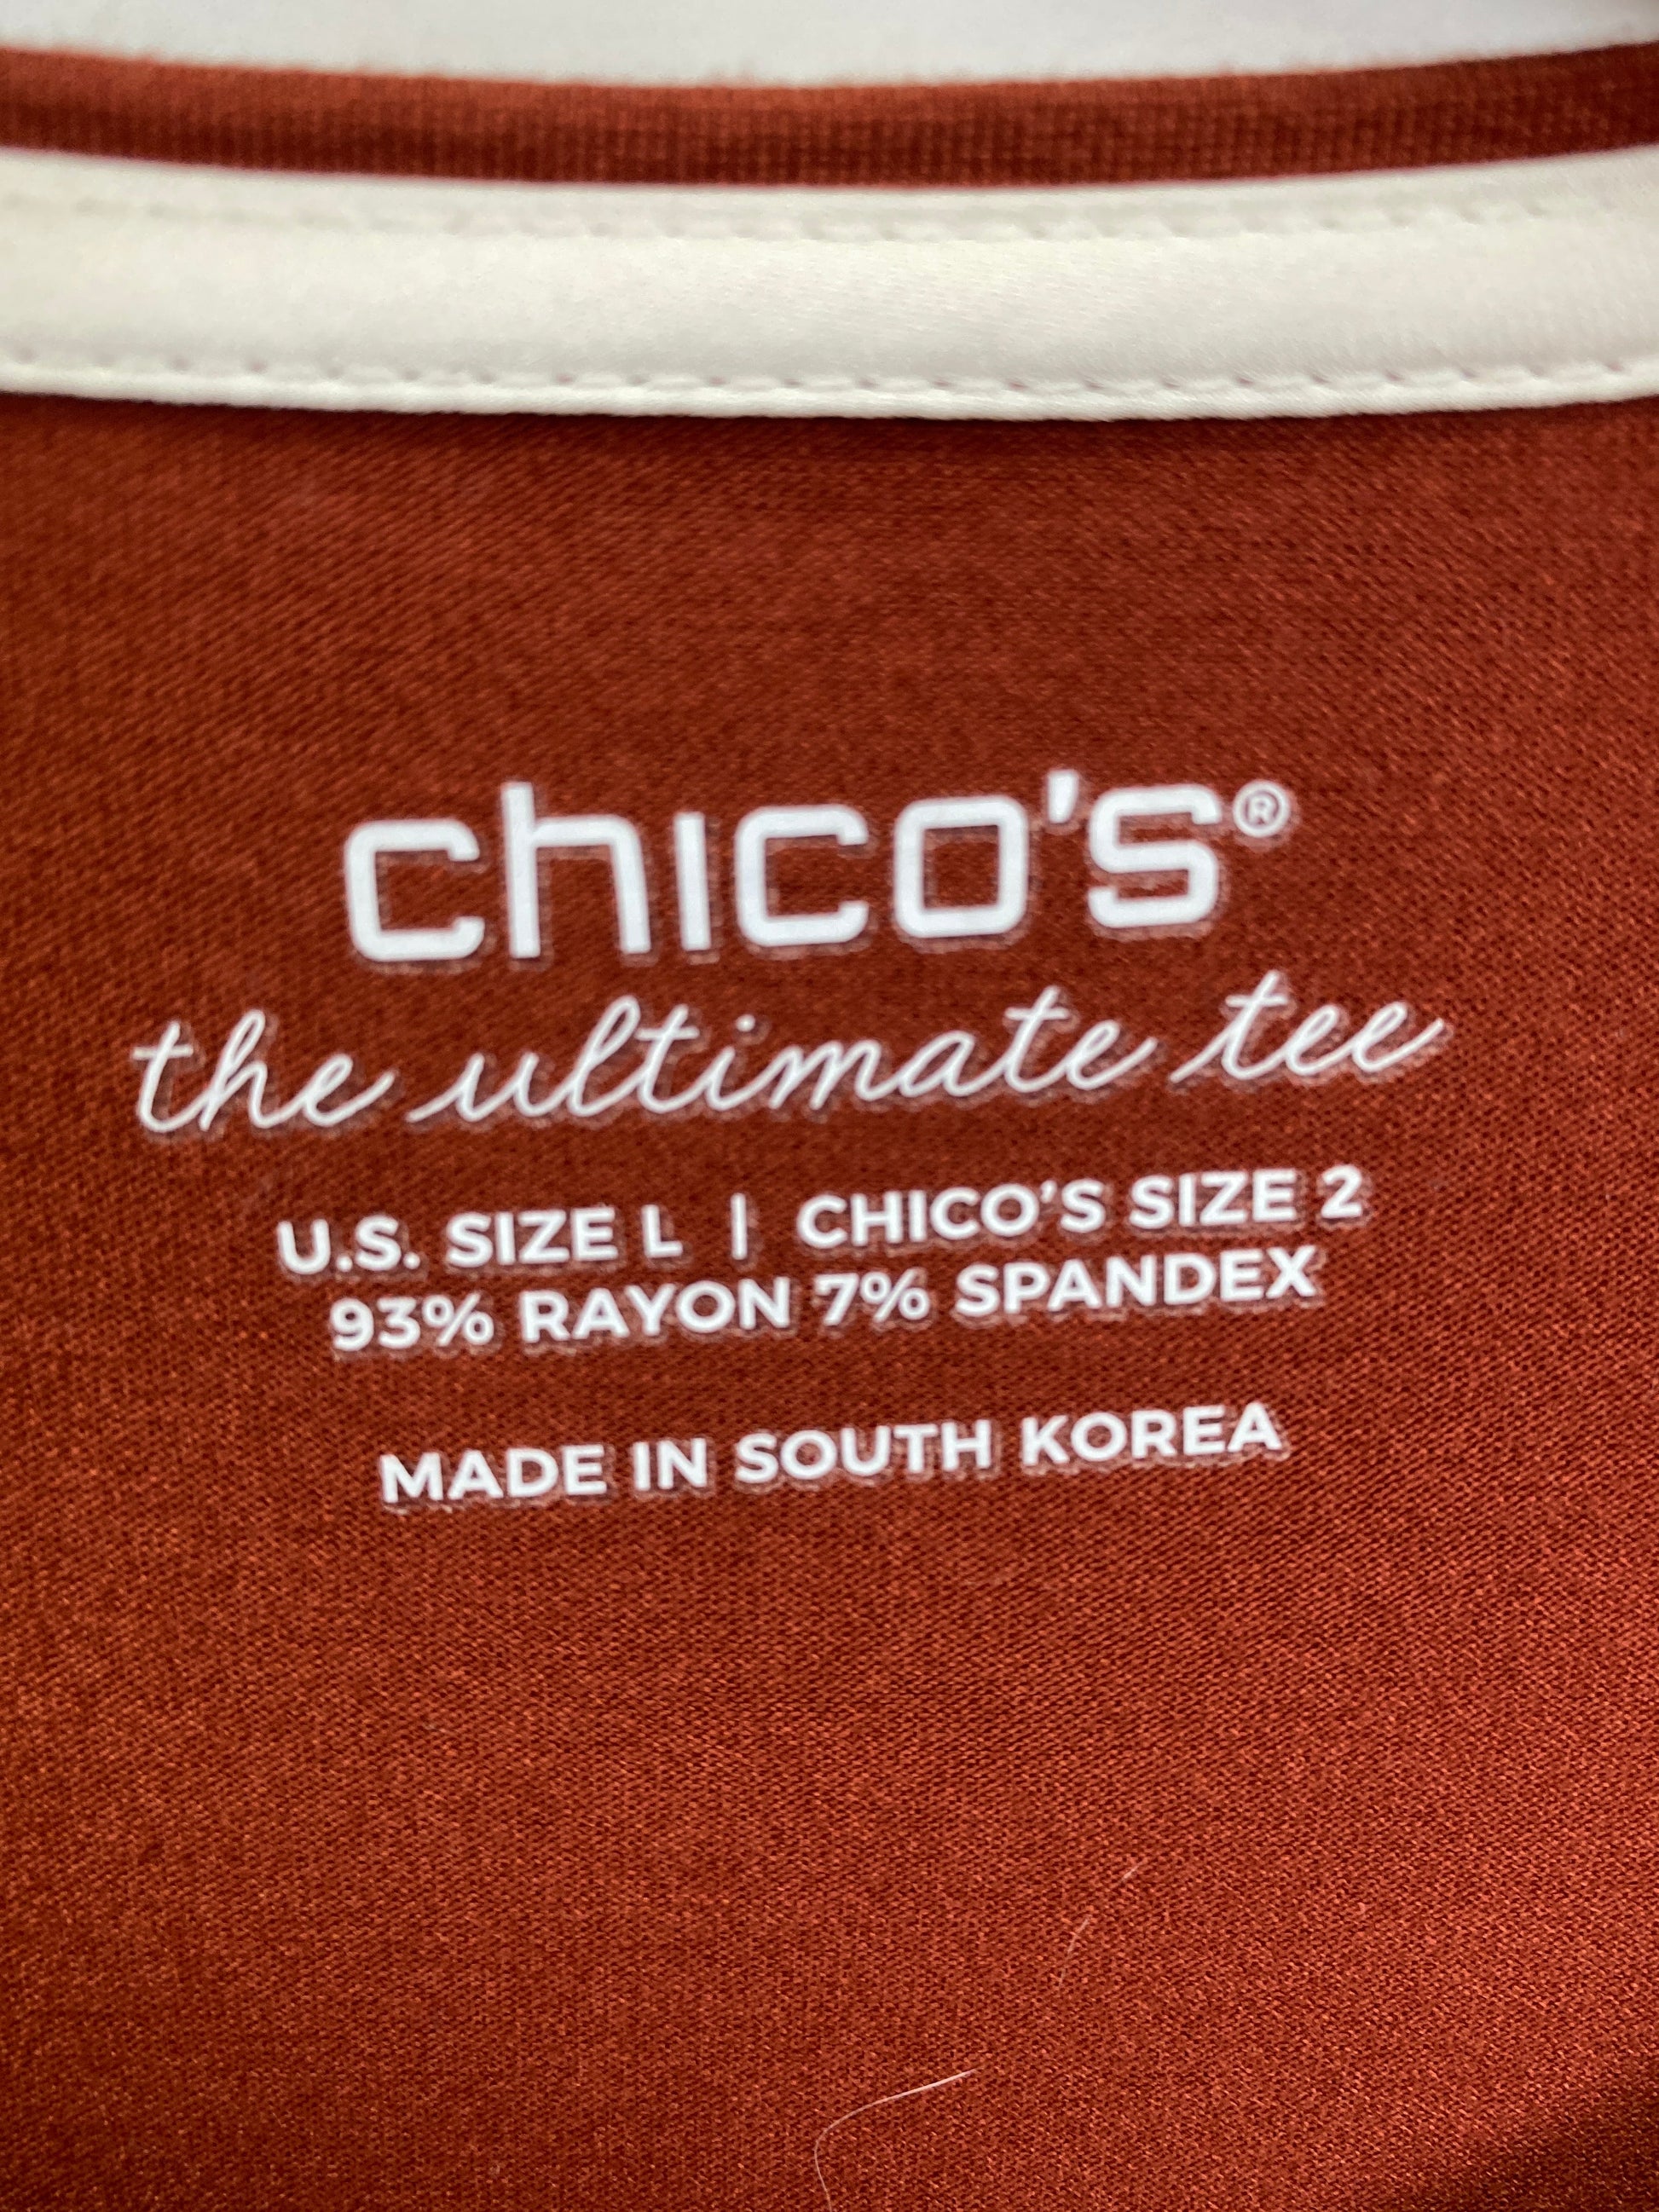 chico's®
the ultimate tee
U.S. SIZE L | CHICO'S SIZE 2
93% RAYON 7% SPANDEX
MADE IN SOUTH KOREA